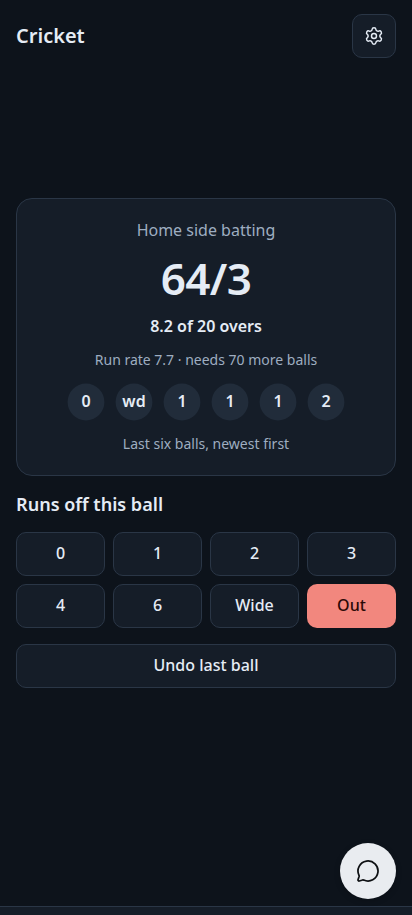 Cricket
Home side batting
64/3
8.2 of 20 overs
Run rate 7.7 · needs 70 more balls
0 wd 1 1 1 2
Last six balls, newest first
Runs off this ball
0 1 2 3
4 6 Wide Out
Undo last ball